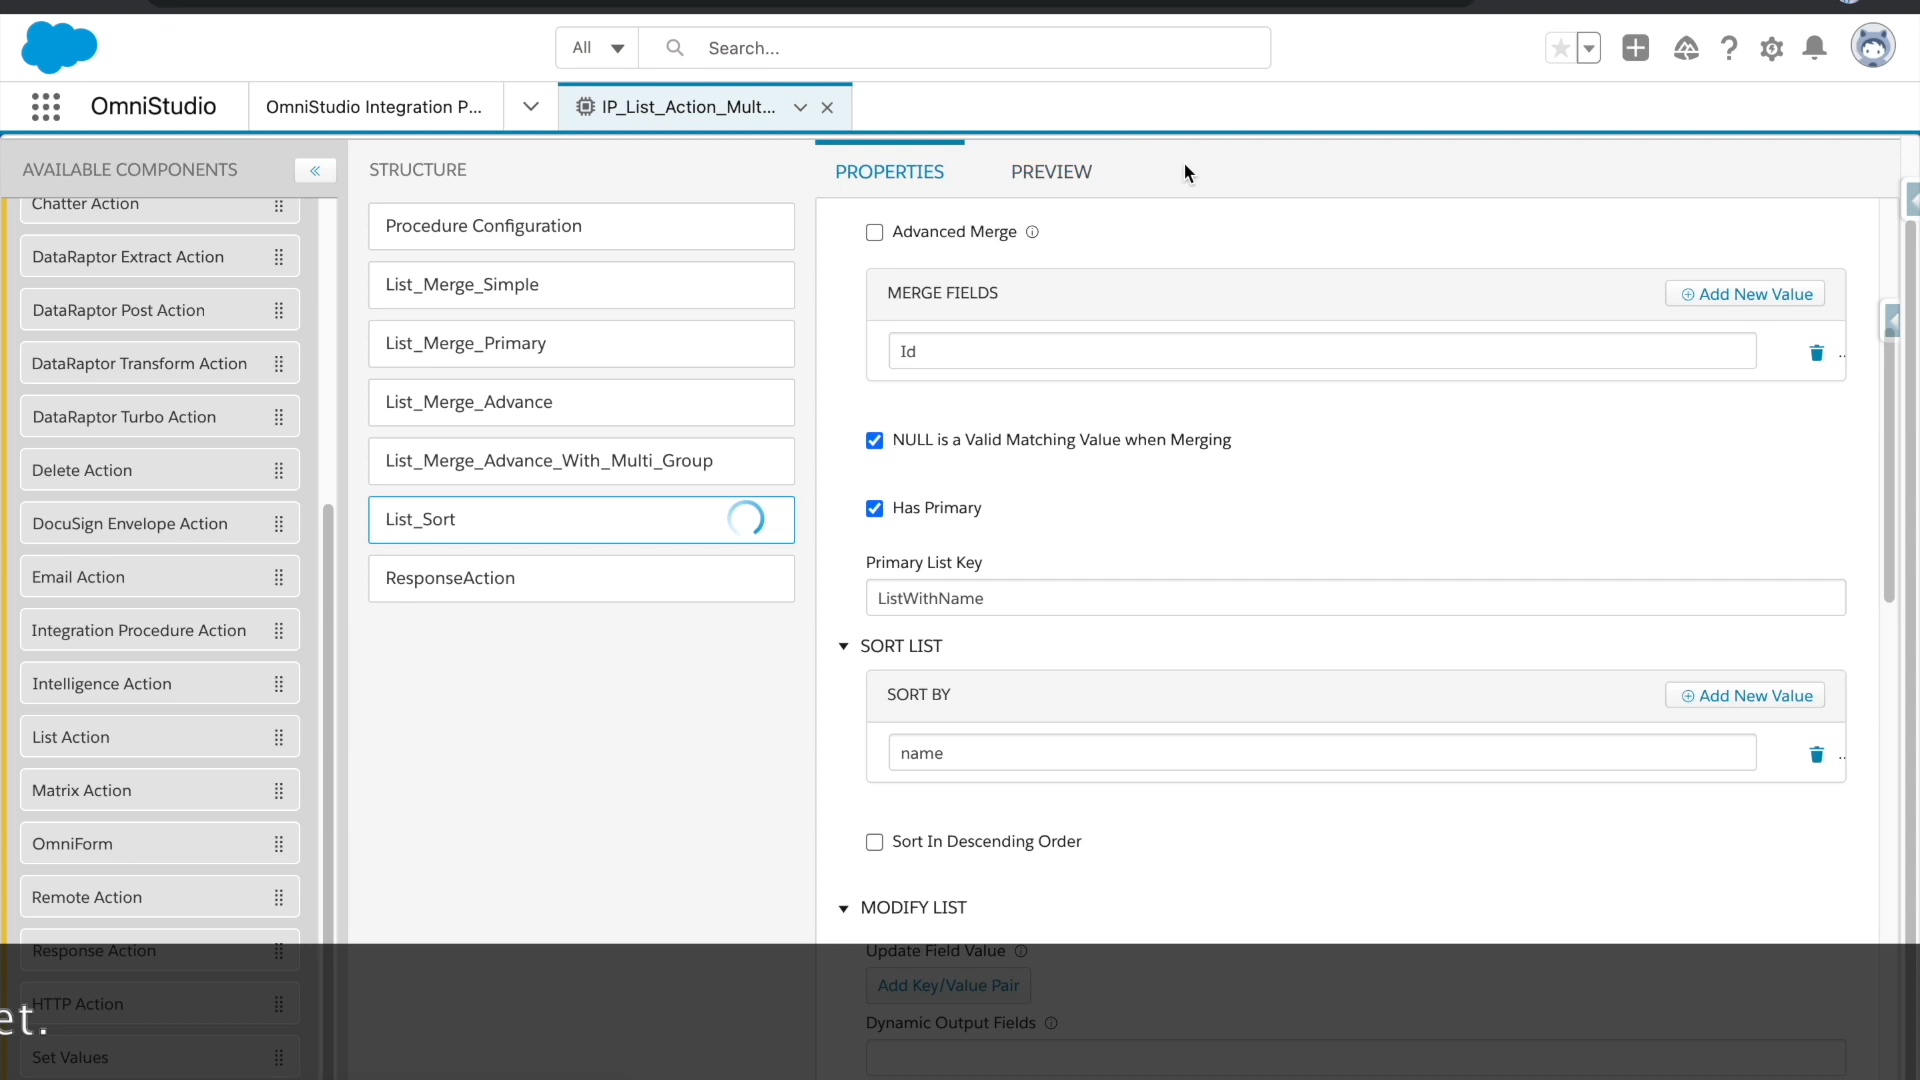 All
Search...
OmniStudio
OmniStudio Integration P...
IP_List_Action_Mult...
AVAILABLE COMPONENTS
Chatter Action
DataRaptor Extract Action
DataRaptor Post Action
DataRaptor Transform Action
DataRaptor Turbo Action
Delete Action
DocuSign Envelope Action
Email Action
Integration Procedure Action
Intelligence Action
List Action
Matrix Action
OmniForm
Remote Action
Response Action
HTTP Action
Set Values
STRUCTURE
Procedure Configuration
List_Merge_Simple
List_Merge_Primary
List_Merge_Advance
List_Merge_Advance_With_Multi_Group
List_Sort
ResponseAction
PROPERTIES
PREVIEW
Advanced Merge
MERGE FIELDS
Add New Value
Id
NULL is a Valid Matching Value when Merging
Has Primary
Primary List Key
ListWithName
SORT LIST
SORT BY
Add New Value
name
Sort In Descending Order
MODIFY LIST
Update Field Value
Add Key/Value Pair
Dynamic Output Fields
et.